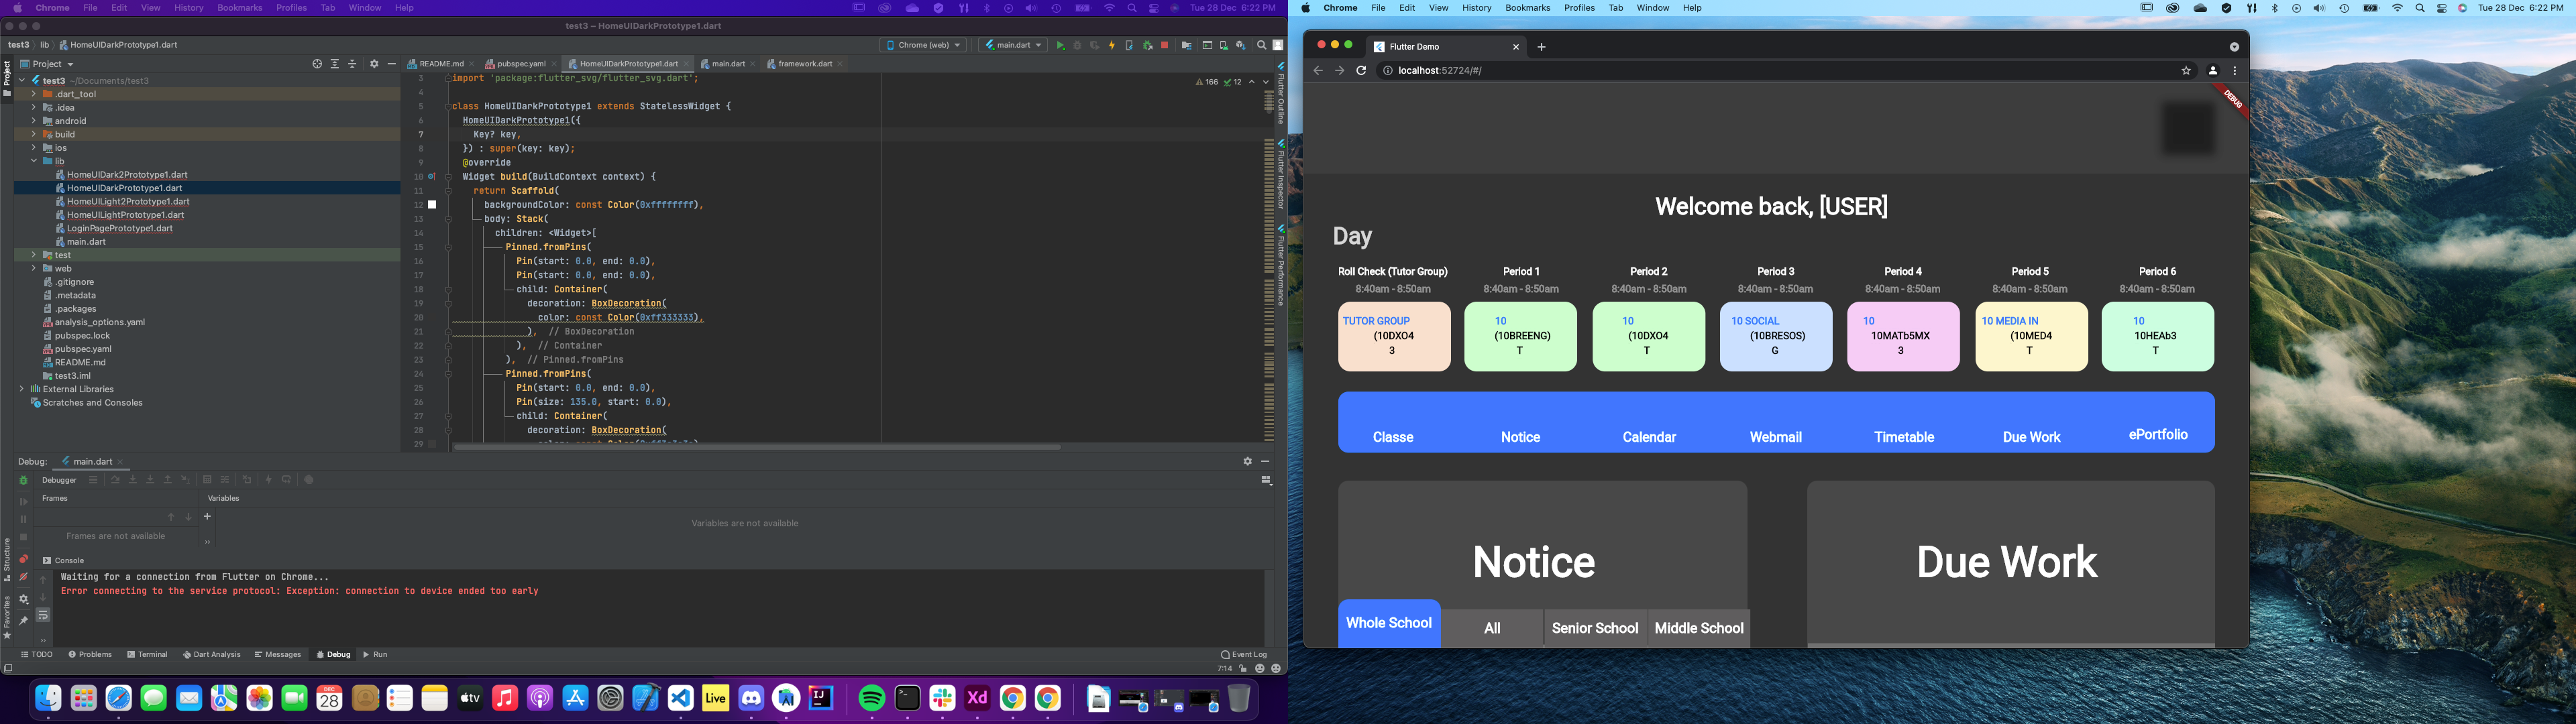 Chrome File Edit View History Bookmarks Profiles Tab Window Help
Tue 28 Dec 6:22 PM
test3 – HomeUIDarkPrototype1.dart
test3 lib HomeUIDarkPrototype1.dart
Chrome (web) main.dart
Project
README.md pubspec.yaml HomeUIDarkPrototype1.dart main.dart framework.dart
test3 ~/Documents/test3
.dart_tool
.idea
android
build
ios
lib
HomeUIDark2Prototype1.dart
HomeUIDarkPrototype1.dart
HomeUILight2Prototype1.dart
HomeUILightPrototype1.dart
LoginPagePrototype1.dart
main.dart
test
web
.gitignore
.metadata
.packages
analysis_options.yaml
pubspec.lock
pubspec.yaml
README.md
test3.iml
External Libraries
Scratches and Consoles
166 12
3 import 'package:flutter_svg/flutter_svg.dart';
4
5 class HomeUIDarkPrototype1 extends StatelessWidget {
6 HomeUIDarkPrototype1({
7 Key? key,
8 }) : super(key: key);
9 @override
10 Widget build(BuildContext context) {
11 return Scaffold(
12 backgroundColor: const Color(0xffffffff),
13 body: Stack(
14 children: <Widget>[
15 Pinned.fromPins(
16 Pin(start: 0.0, end: 0.0),
17 Pin(start: 0.0, end: 0.0),
18 child: Container(
19 decoration: BoxDecoration(
20 color: const Color(0xff333333),
21 ), // BoxDecoration
22 ), // Container
23 ), // Pinned.fromPins
24 Pinned.fromPins(
25 Pin(start: 0.0, end: 0.0),
26 Pin(size: 135.0, start: 0.0),
27 child: Container(
28 decoration: BoxDecoration(
29
Project
Structure
Favorites
Flutter Outline
Flutter Inspector
Flutter Performance
Debug: main.dart
Debugger
Frames Variables
Frames are not available
Variables are not available
Console
Waiting for a connection from Flutter on Chrome...
Error connecting to the service protocol: Exception: connection to device ended too early
TODO Problems Terminal Dart Analysis Messages Debug Run
Event Log
7:14
DEC
28
tv
Live
IJ
Xd
Chrome File Edit View History Bookmarks Profiles Tab Window Help
Tue 28 Dec 6:22 PM
Flutter Demo
localhost:52724/#/
DEBUG
Welcome back, [USER]
Day
Roll Check (Tutor Group) Period 1 Period 2 Period 3 Period 4 Period 5 Period 6
8:40am - 8:50am 8:40am - 8:50am 8:40am - 8:50am 8:40am - 8:50am 8:40am - 8:50am 8:40am - 8:50am 8:40am - 8:50am
TUTOR GROUP 10 10 10 SOCIAL 10 10 MEDIA IN 10
(10DXO4 (10BREENG) (10DXO4 (10BRESOS) 10MATb5MX (10MED4 10HEAb3
3 T T G 3 T T
Classe Notice Calendar Webmail Timetable Due Work ePortfolio
Notice Due Work
Whole School All Senior School Middle School